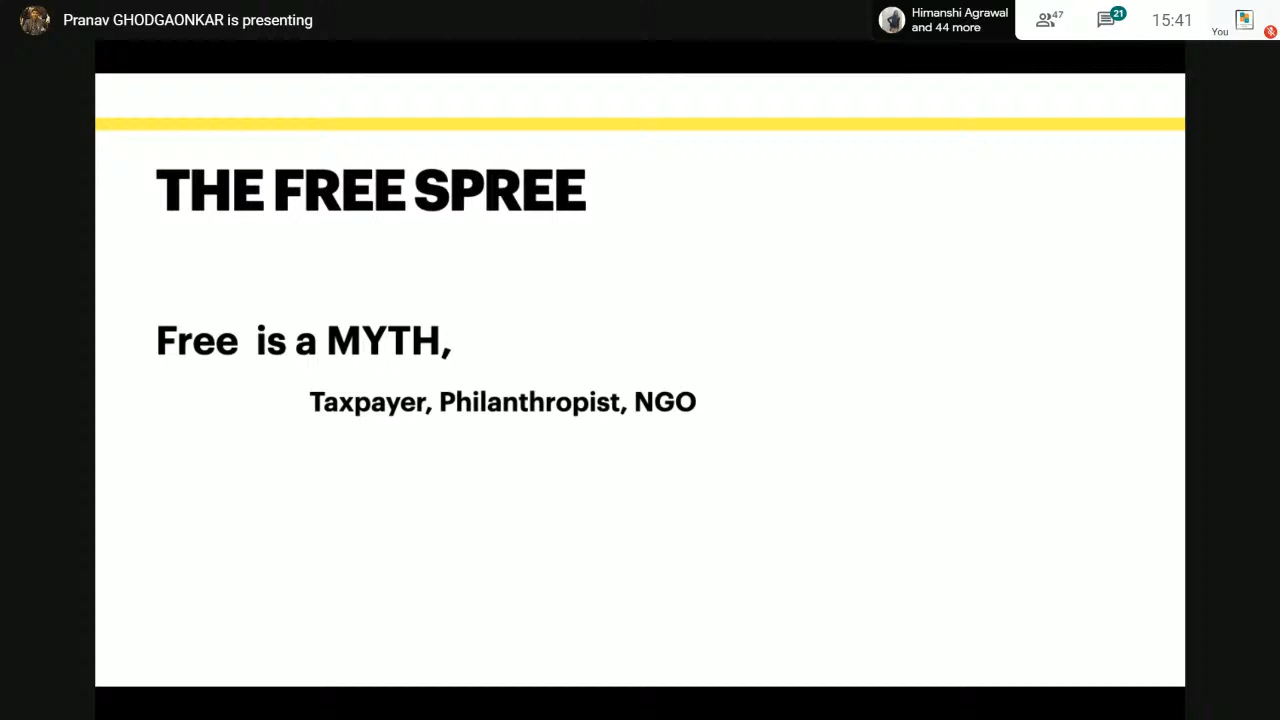 Pranav GHODGAONKAR is presenting
Himanshi Agrawal
and 44 more
47
21
15:41
You
THE FREE SPREE
Free is a MYTH,
Taxpayer, Philanthropist, NGO